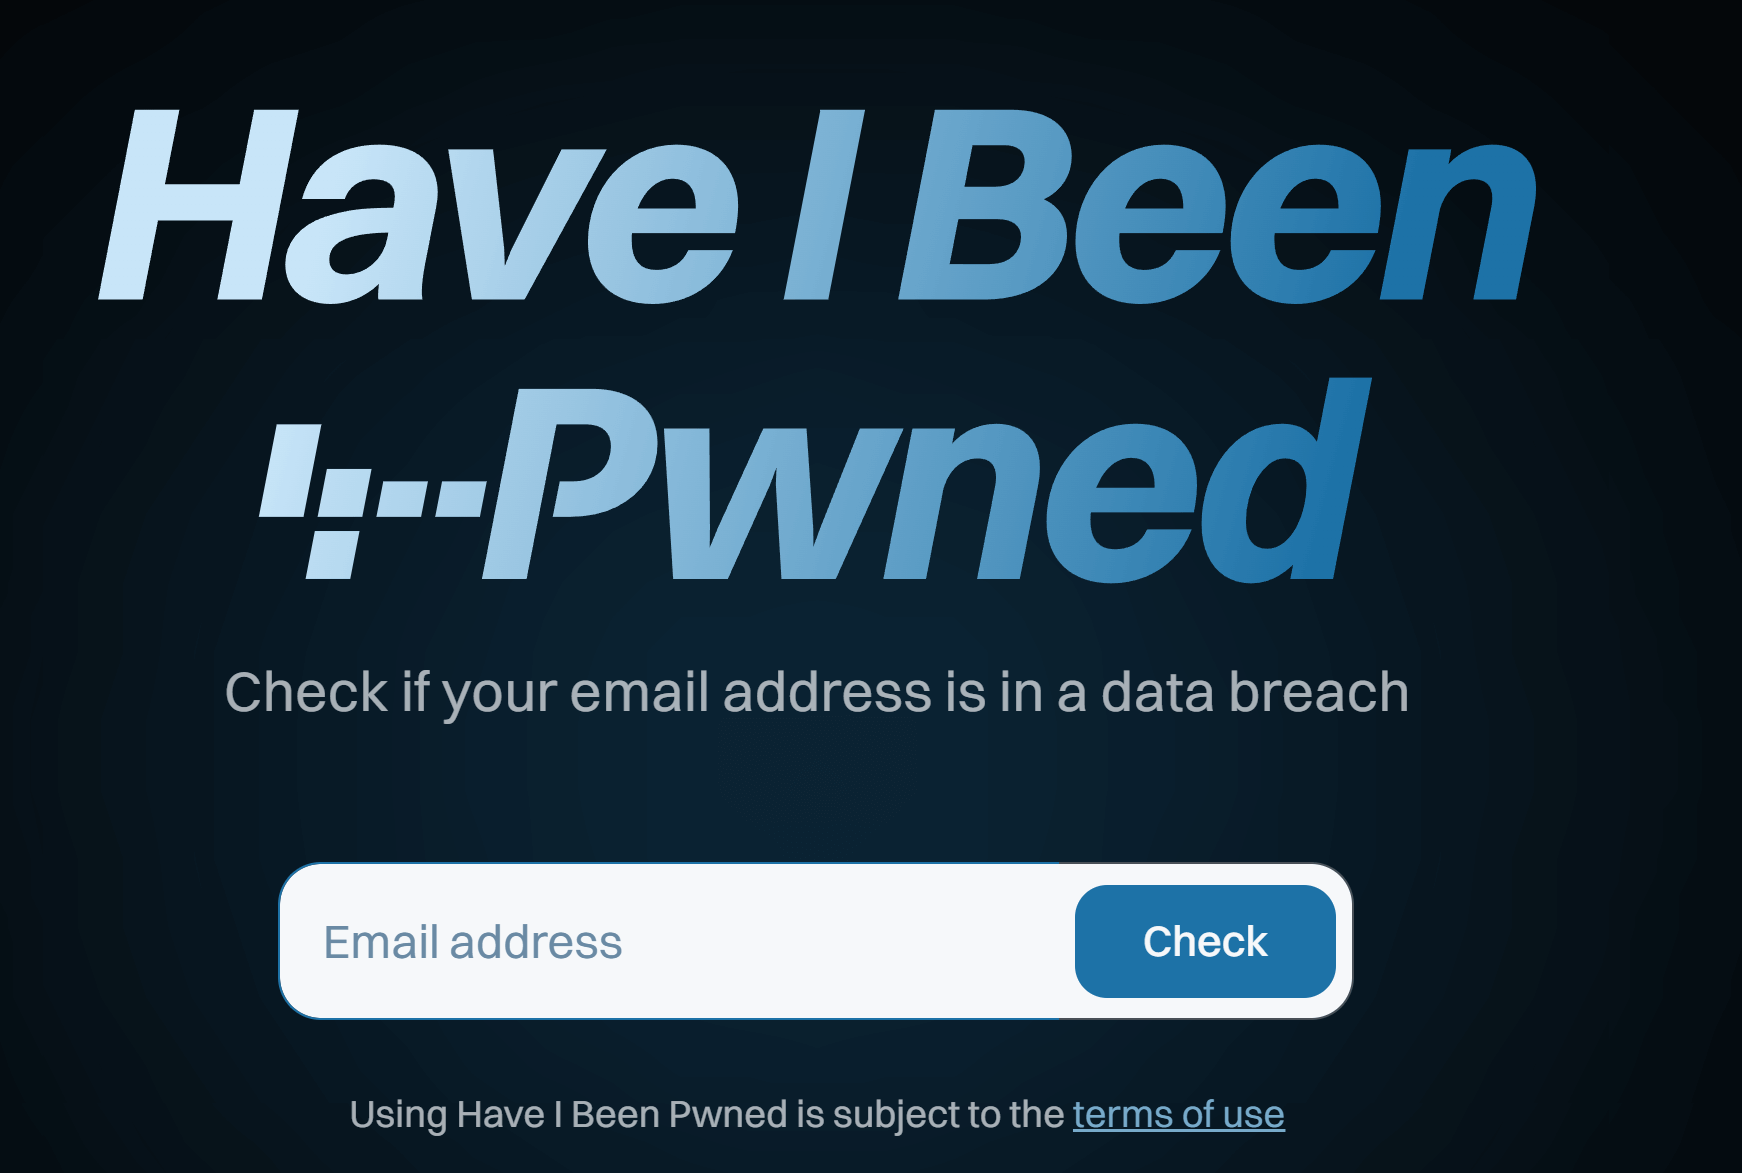 Have I Been
Pwned
Check if your email address is in a data breach
Email address
Check
Using Have I Been Pwned is subject to the terms of use